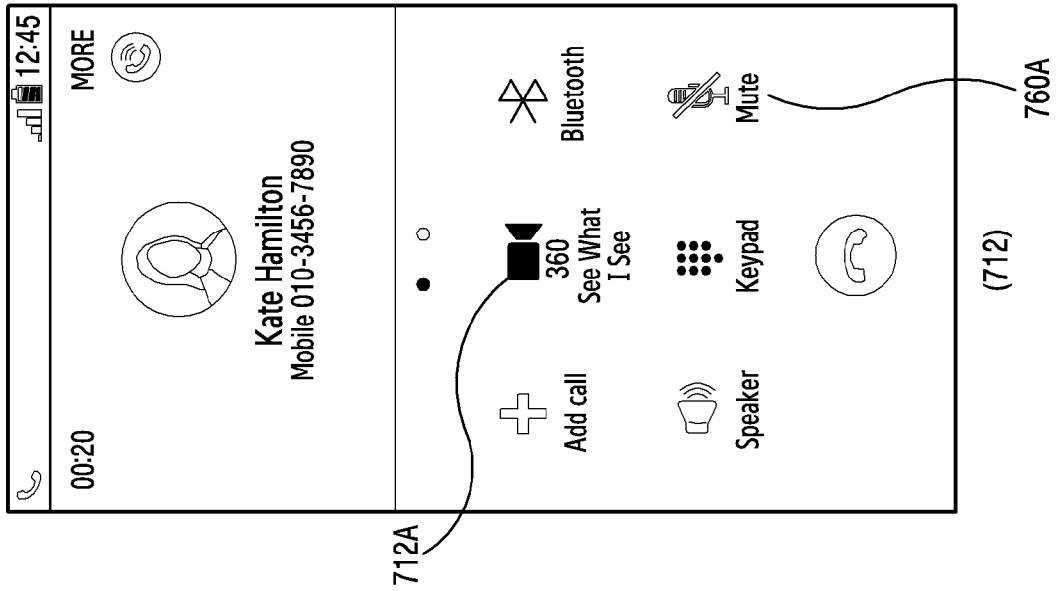 12:45
00:20
MORE
Kate Hamilton
Mobile 010-3456-7890
712A
Add call
360
See What
I See
Bluetooth
Speaker
Keypad
Mute
760A
(712)